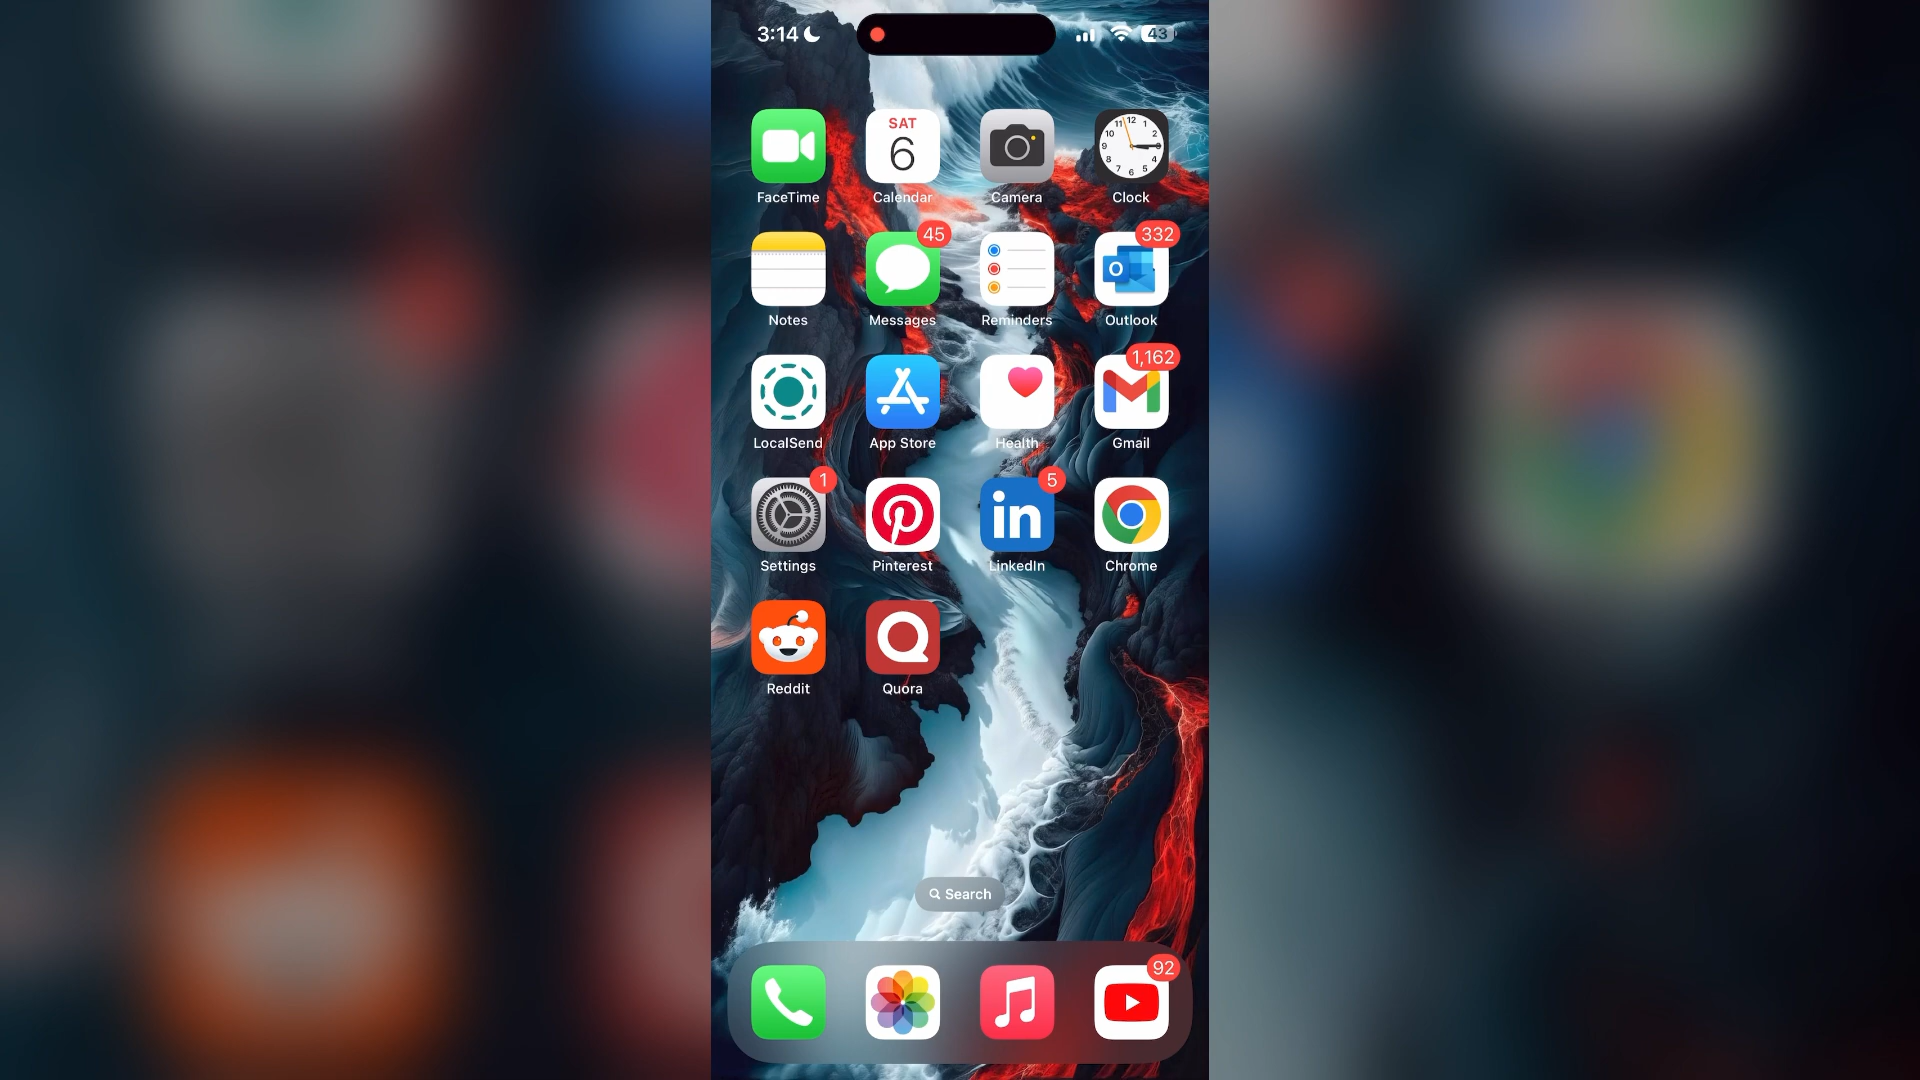 3:14 43
SAT
6
FaceTime Calendar Camera Clock
45 332
Notes Messages Reminders Outlook
1,162
LocalSend App Store Health Gmail
1 5
in
Settings Pinterest LinkedIn Chrome
Reddit Quora
Search
92